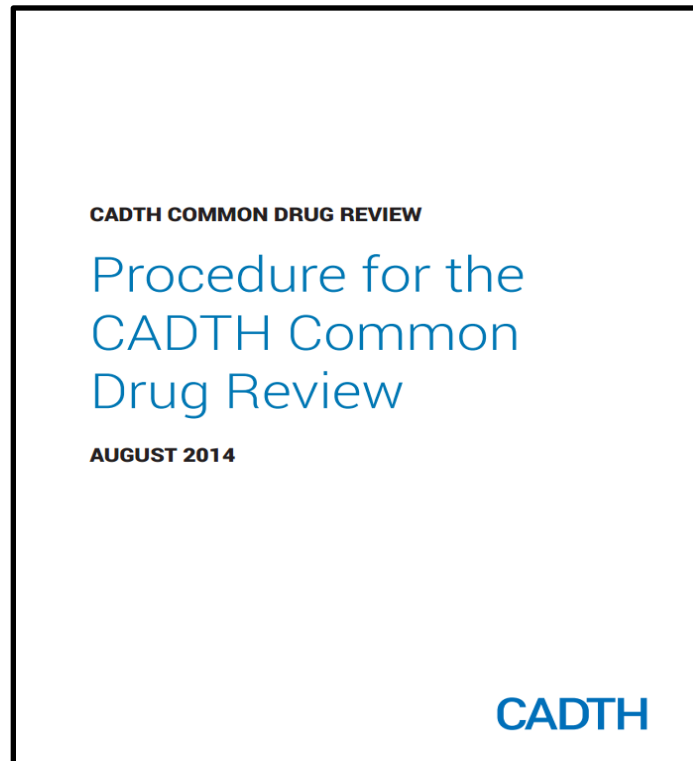 CADTH COMMON DRUG REVIEW
Procedure for the
CADTH Common
Drug Review
AUGUST 2014
CADTH